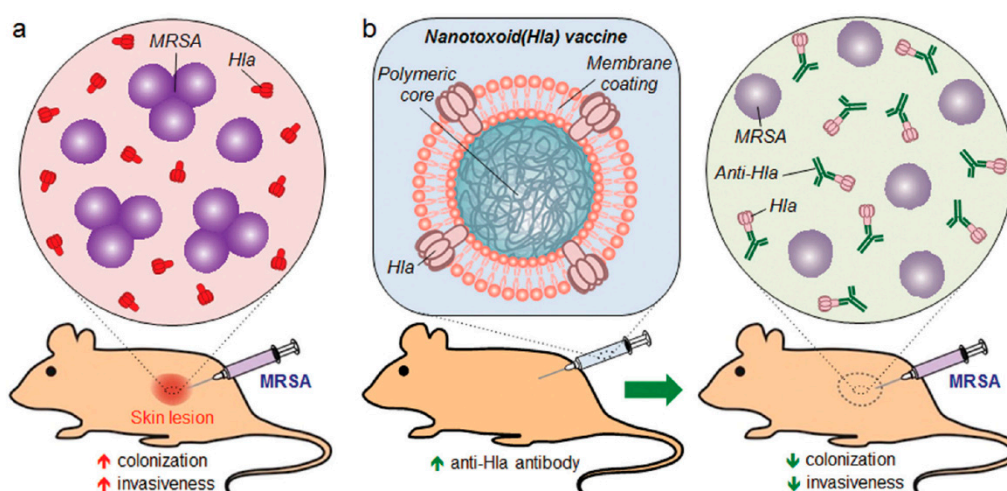 a
MRSA
Hla
MRSA
Skin lesion
↑ colonization
↑ invasiveness
b
Nanotoxoid(Hla) vaccine
Polymeric
core
Membrane
coating
Hla
↑ anti-Hla antibody
MRSA
Anti-Hla
Hla
MRSA
↓ colonization
↓ invasiveness